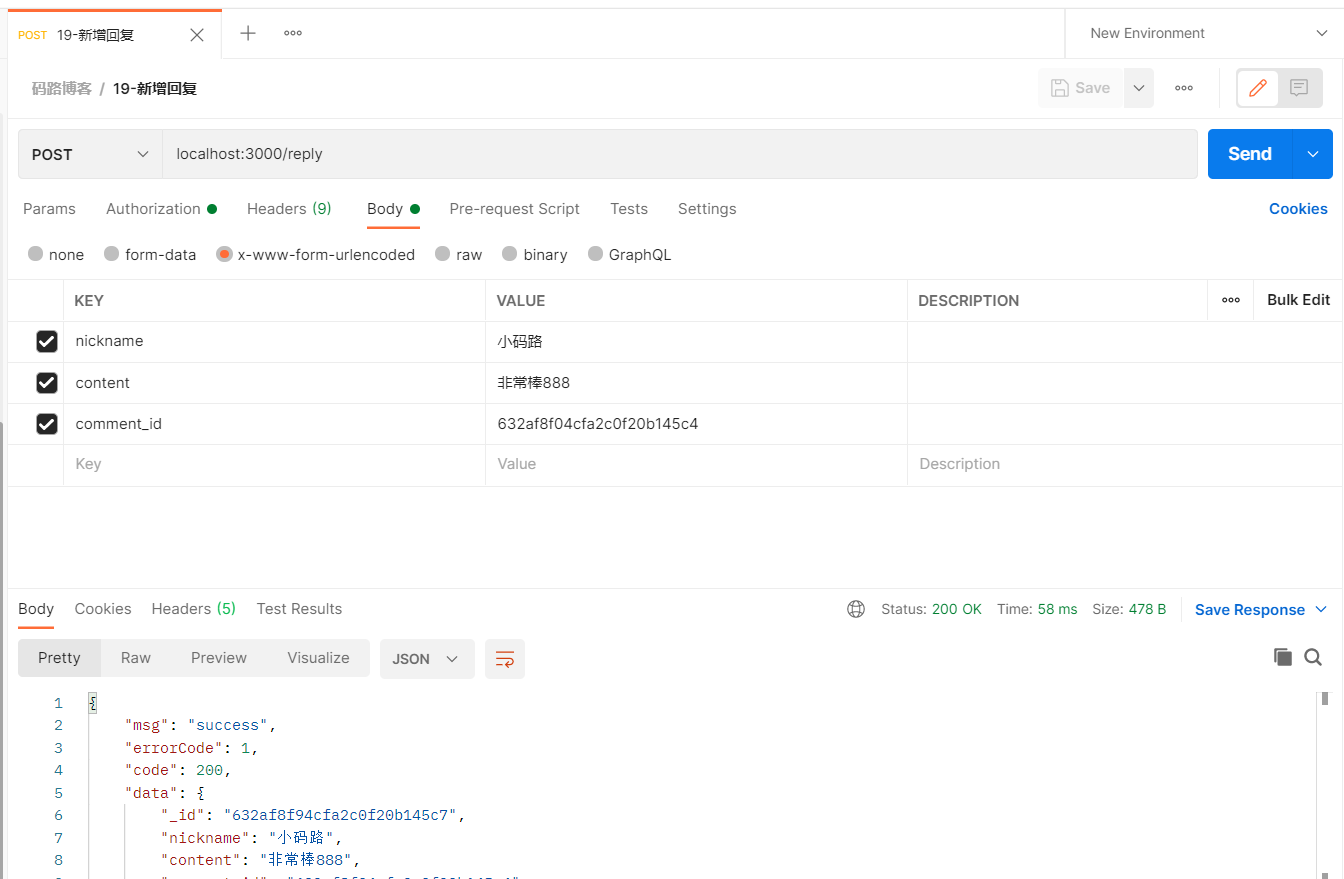 POST 19-新增回复 New Environment
码路博客 / 19-新增回复 Save
POST localhost:3000/reply Send
Params Authorization Headers (9) Body Pre-request Script Tests Settings Cookies
none form-data x-www-form-urlencoded raw binary GraphQL
KEY VALUE DESCRIPTION Bulk Edit
nickname 小码路
content 非常棒888
comment_id 632af8f04cfa2c0f20b145c4
Key Value Description
Body Cookies Headers (5) Test Results Status: 200 OK Time: 58 ms Size: 478 B Save Response
Pretty Raw Preview Visualize JSON
1 {
2 "msg": "success",
3 "errorCode": 1,
4 "code": 200,
5 "data": {
6 "_id": "632af8f94cfa2c0f20b145c7",
7 "nickname": "小码路",
8 "content": "非常棒888",